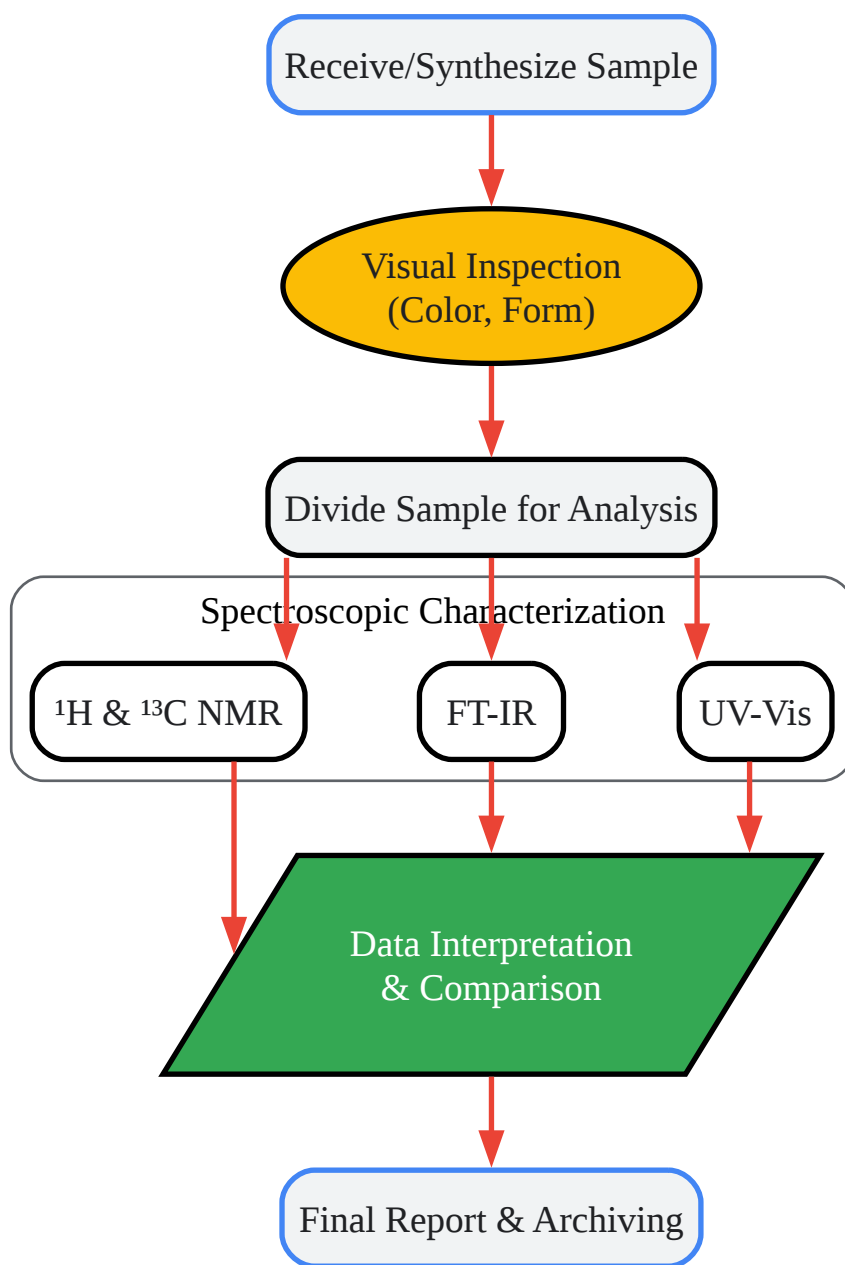 Receive/Synthesize Sample
Visual Inspection
(Color, Form)
Divide Sample for Analysis
Spectroscopic Characterization
¹H & ¹³C NMR
FT-IR
UV-Vis
Data Interpretation
& Comparison
Final Report & Archiving